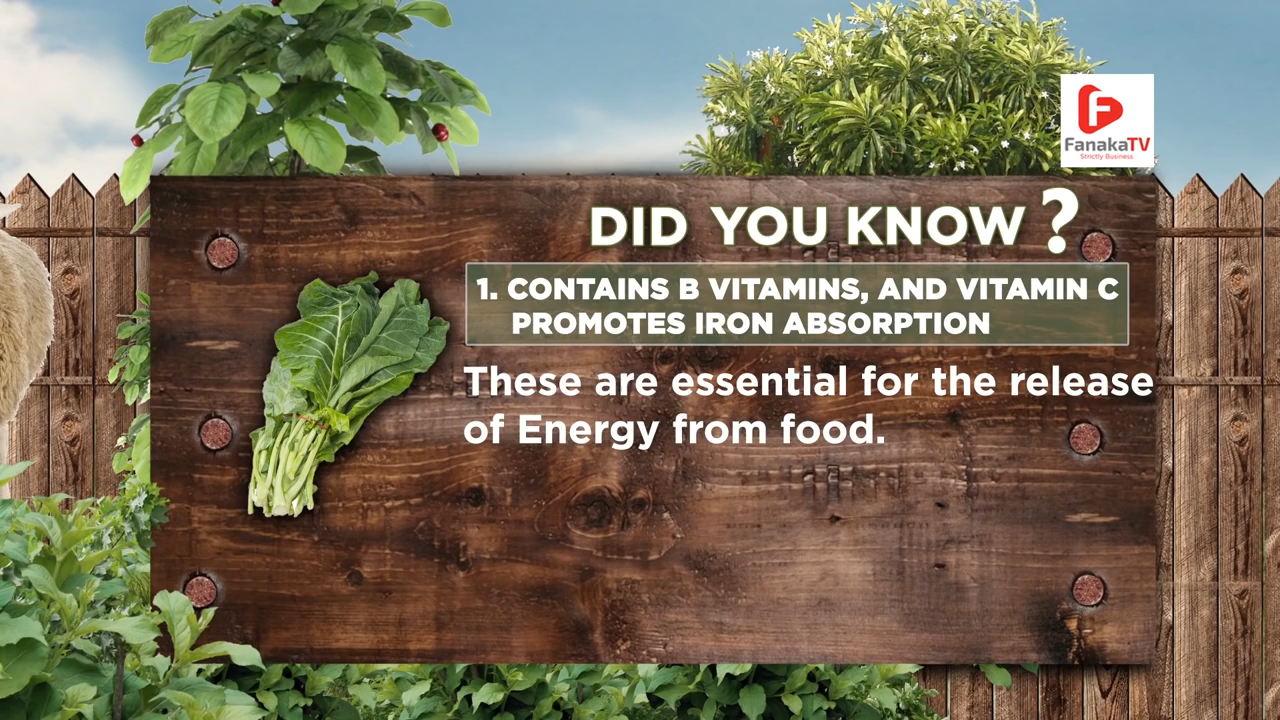 FanakaTV
Strictly Business
DID YOU KNOW ?
1. CONTAINS B VITAMINS, AND VITAMIN C
PROMOTES IRON ABSORPTION
These are essential for the release
of Energy from food.